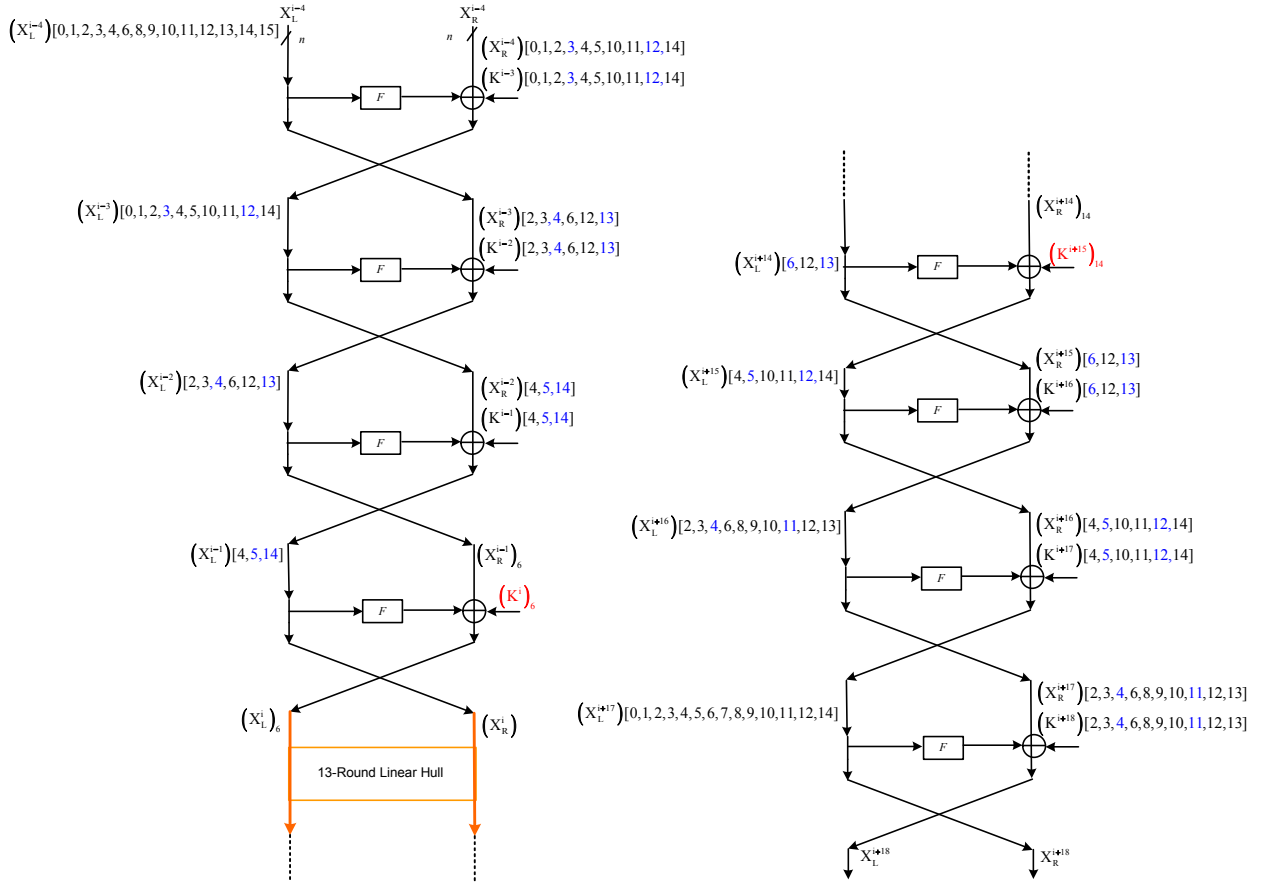 X_L^{i-4} X_R^{i-4}
(X_L^{i-4})[0,1,2,3,4,6,8,9,10,11,12,13,14,15]
n n
(X_R^{i-4})[0,1,2,3,4,5,10,11,12,14]
(K^{i-3})[0,1,2,3,4,5,10,11,12,14]
F
(X_L^{i-3})[0,1,2,3,4,5,10,11,12,14]
(X_R^{i-3})[2,3,4,6,12,13]
(K^{i-2})[2,3,4,6,12,13]
F
(X_L^{i-2})[2,3,4,6,12,13]
(X_R^{i-2})[4,5,14]
(K^{i-1})[4,5,14]
F
(X_L^{i-1})[4,5,14]
(X_R^{i-1})_6
(K^i)_6
F
(X_L^i)_6
(X_R^i)
13-Round Linear Hull
(X_R^{i+14})_{14}
(X_L^{i+14})[6,12,13]
(K^{i+15})_{14}
F
(X_L^{i+15})[4,5,10,11,12,14]
(X_R^{i+15})[6,12,13]
(K^{i+16})[6,12,13]
F
(X_L^{i+16})[2,3,4,6,8,9,10,11,12,13]
(X_R^{i+16})[4,5,10,11,12,14]
(K^{i+17})[4,5,10,11,12,14]
F
(X_L^{i+17})[0,1,2,3,4,5,6,7,8,9,10,11,12,14]
(X_R^{i+17})[2,3,4,6,8,9,10,11,12,13]
(K^{i+18})[2,3,4,6,8,9,10,11,12,13]
F
X_L^{i+18} X_R^{i+18}